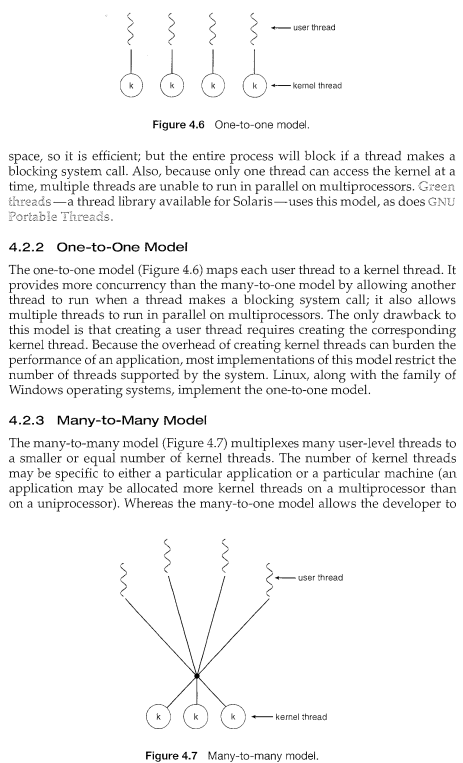 user thread
k k k k
kernel thread
Figure 4.6 One-to-one model.
space, so it is efficient; but the entire process will block if a thread makes a
blocking system call. Also, because only one thread can access the kernel at a
time, multiple threads are unable to run in parallel on multiprocessors. Green
threads—a thread library available for Solaris—uses this model, as does GNU
Portable Threads.
4.2.2 One-to-One Model
The one-to-one model (Figure 4.6) maps each user thread to a kernel thread. It
provides more concurrency than the many-to-one model by allowing another
thread to run when a thread makes a blocking system call; it also allows
multiple threads to run in parallel on multiprocessors. The only drawback to
this model is that creating a user thread requires creating the corresponding
kernel thread. Because the overhead of creating kernel threads can burden the
performance of an application, most implementations of this model restrict the
number of threads supported by the system. Linux, along with the family of
Windows operating systems, implement the one-to-one model.
4.2.3 Many-to-Many Model
The many-to-many model (Figure 4.7) multiplexes many user-level threads to
a smaller or equal number of kernel threads. The number of kernel threads
may be specific to either a particular application or a particular machine (an
application may be allocated more kernel threads on a multiprocessor than
on a uniprocessor). Whereas the many-to-one model allows the developer to
user thread
k k k
kernel thread
Figure 4.7 Many-to-many model.